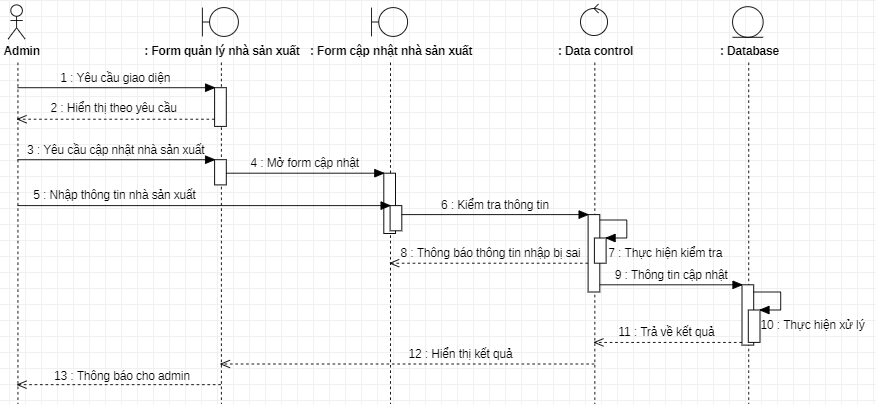 Admin
: Form quản lý nhà sản xuất
: Form cập nhật nhà sản xuất
: Data control
: Database
1 : Yêu cầu giao diện
2 : Hiển thị theo yêu cầu
3 : Yêu cầu cập nhật nhà sản xuất
4 : Mở form cập nhật
5 : Nhập thông tin nhà sản xuất
6 : Kiểm tra thông tin
7 : Thực hiện kiểm tra
8 : Thông báo thông tin nhập bị sai
9 : Thông tin cập nhật
10 : Thực hiện xử lý
11 : Trả về kết quả
12 : Hiển thị kết quả
13 : Thông báo cho admin